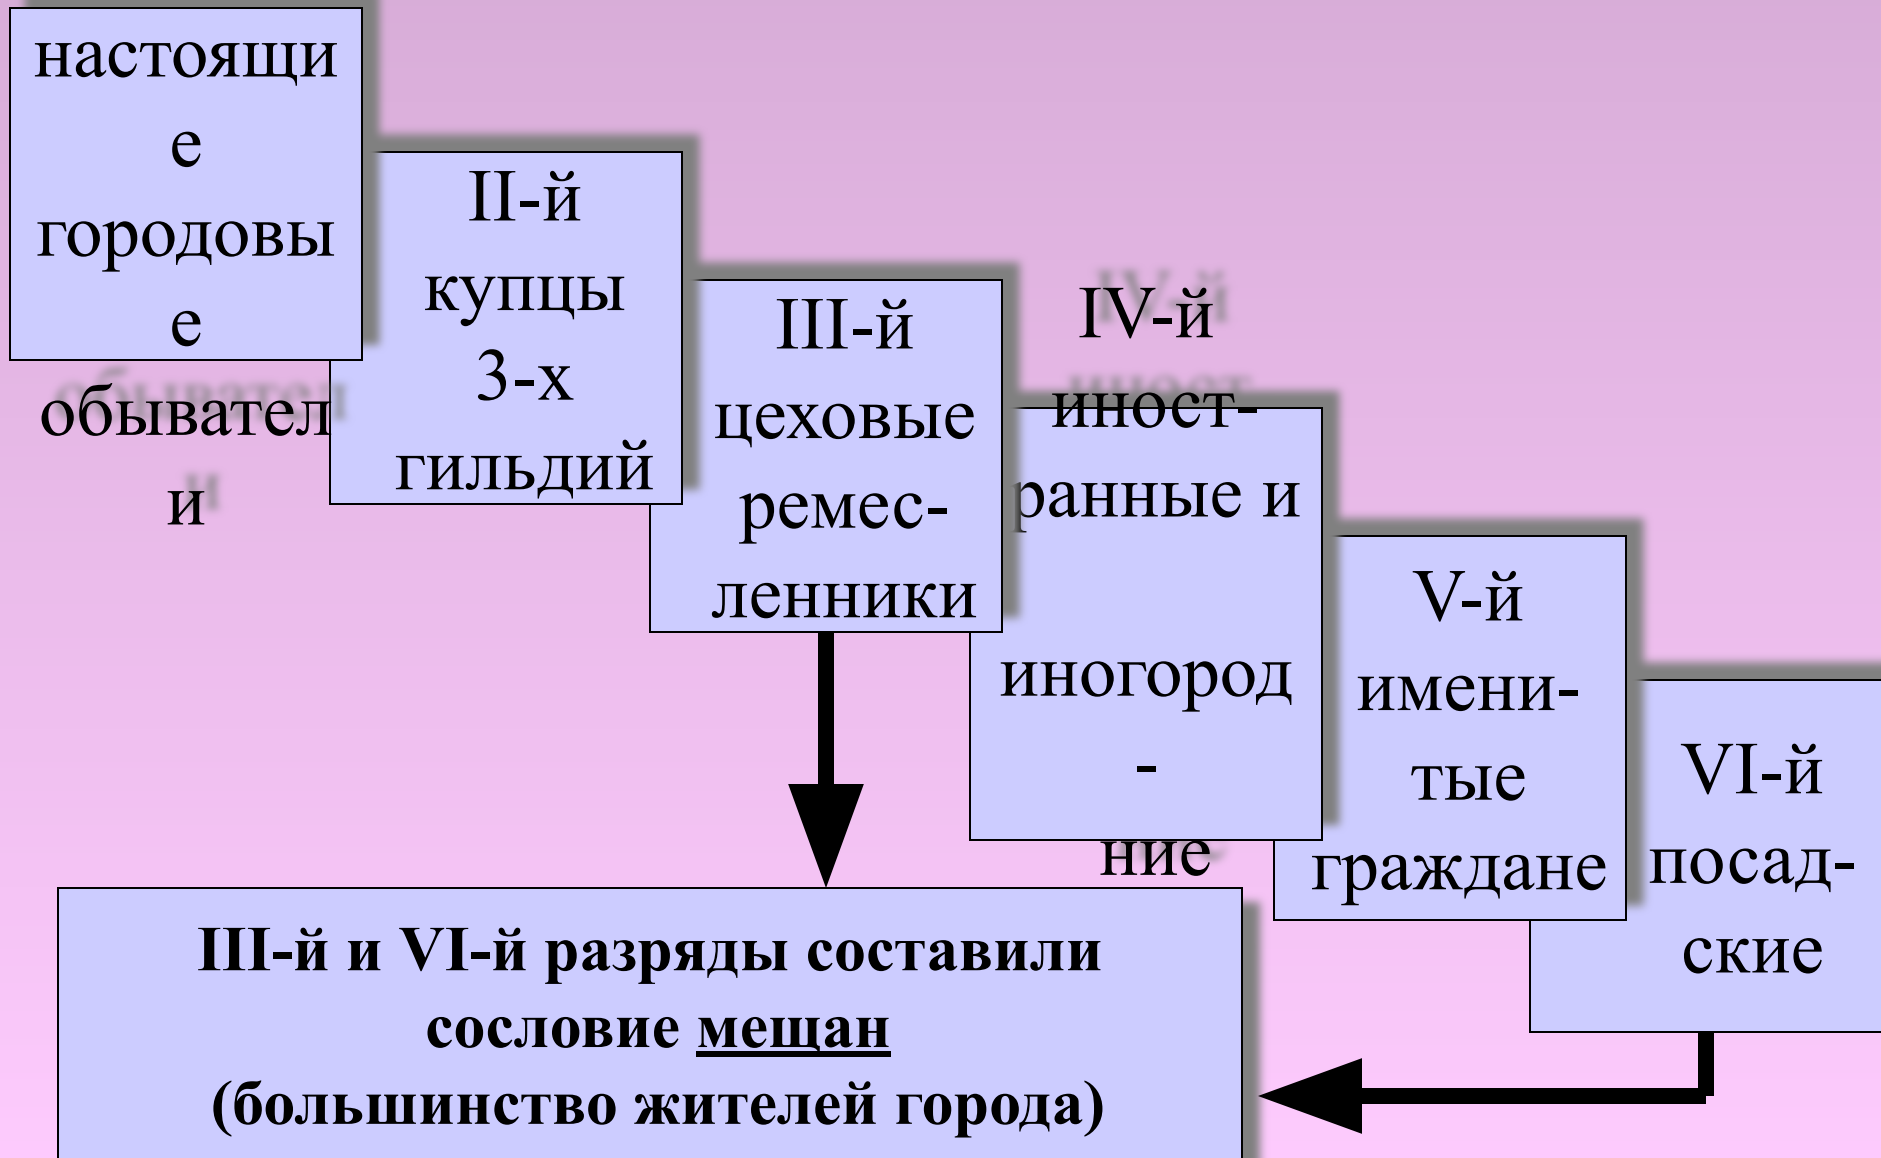 настоящи
е
городовы
е
обывател
и
II-й
купцы
3-х
гильдий
III-й
цеховые
ремес-
ленники
IV-й
иност-
ранные и
иногород
-
ние
V-й
имени-
тые
граждане
VI-й
посад-
ские
III-й и VI-й разряды составили
сословие мещан
(большинство жителей города)